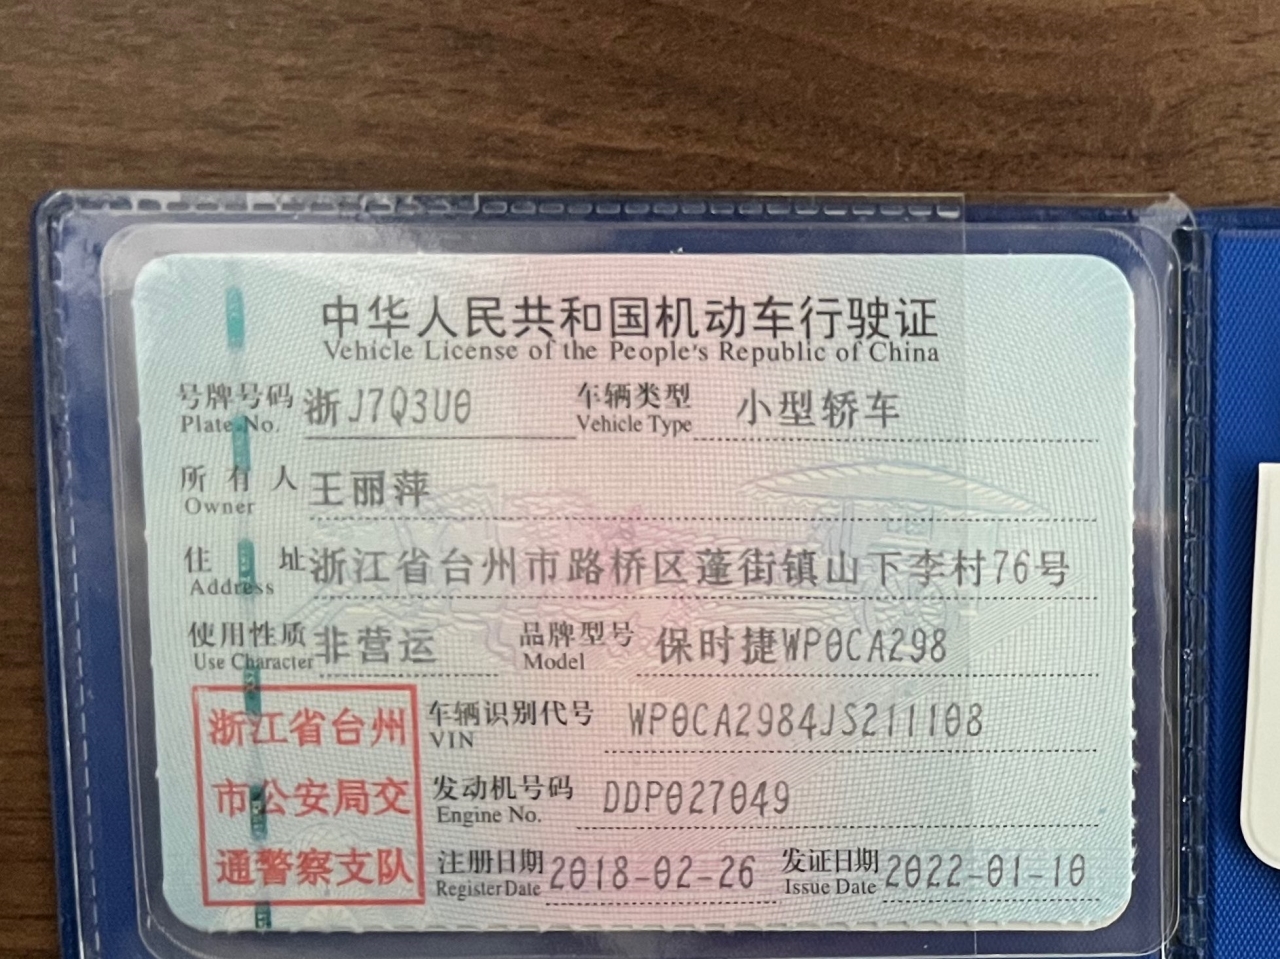 中华人民共和国机动车行驶证
Vehicle License of the People's Republic of China
号牌号码 浙J7Q3U0 车辆类型 小型轿车
Plate No. Vehicle Type
所有人 王丽萍
Owner
住址 浙江省台州市路桥区蓬街镇山下李村76号
Address
使用性质 非营运 品牌型号 保时捷WP0CA298
Use Character Model
浙江省台州 车辆识别代号 WP0CA2984JS211108
VIN
市公安局交 发动机号码 DDP027049
Engine No.
通警察支队 注册日期 2018-02-26 发证日期 2022-01-10
Register Date Issue Date